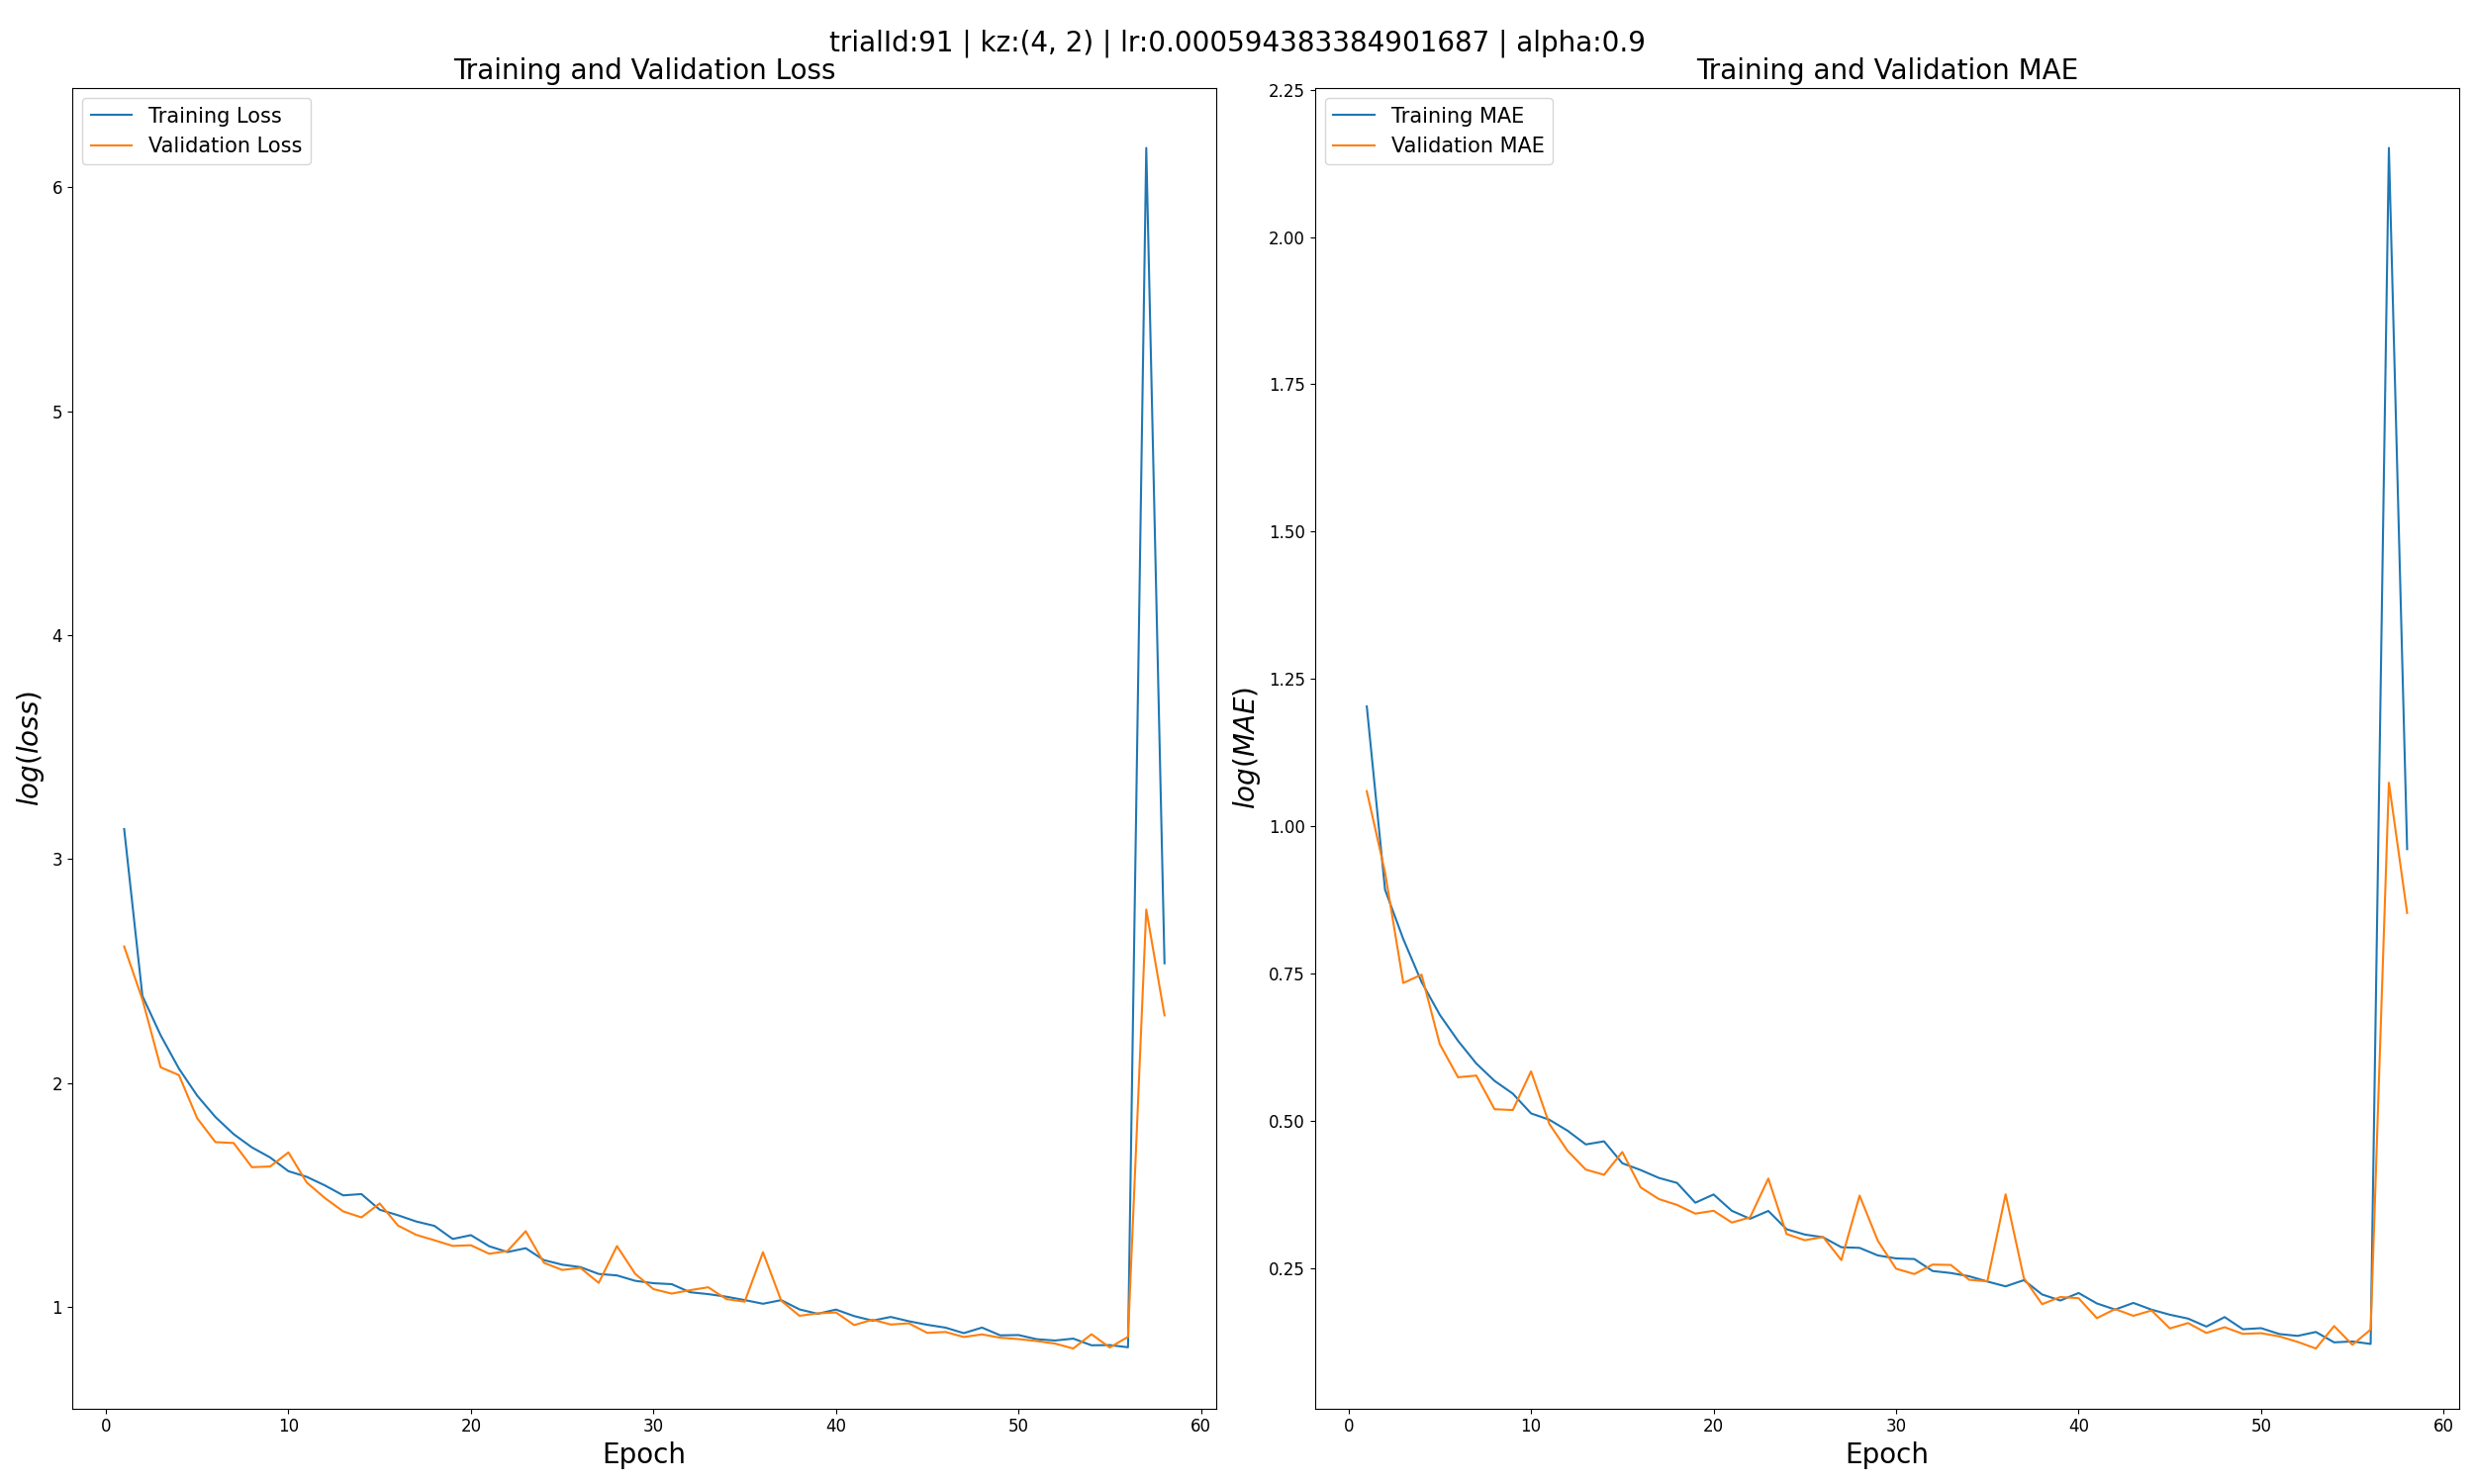 trialId:91 | kz:(4, 2) | lr:0.000594383384901687 | alpha:0.9
Training and Validation Loss
Training Loss
Validation Loss
6
5
4
3
2
1
log(loss)
0 10 20 30 40 50 60
Epoch
Training and Validation MAE
Training MAE
Validation MAE
2.25
2.00
1.75
1.50
1.25
1.00
0.75
0.50
0.25
log(MAE)
0 10 20 30 40 50 60
Epoch